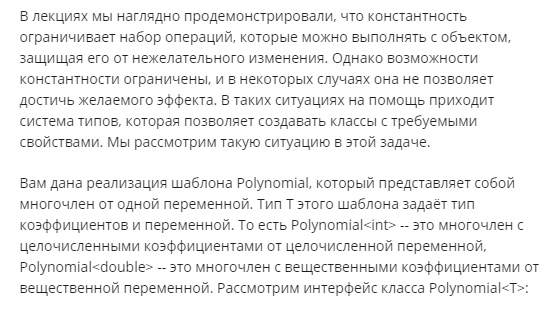 В лекциях мы наглядно продемонстрировали, что константность
ограничивает набор операций, которые можно выполнять с объектом,
защищая его от нежелательного изменения. Однако возможности
константности ограничены, и в некоторых случаях она не позволяет
достичь желаемого эффекта. В таких ситуациях на помощь приходит
система типов, которая позволяет создавать классы с требуемыми
свойствами. Мы рассмотрим такую ситуацию в этой задаче.
Вам дана реализация шаблона Polynomial, который представляет собой
многочлен от одной переменной. Тип T этого шаблона задаёт тип
коэффициентов и переменной. То есть Polynomial<int> -- это многочлен с
целочисленными коэффициентами от целочисленной переменной,
Polynomial<double> -- это многочлен с вещественными коэффициентами от
вещественной переменной. Рассмотрим интерфейс класса Polynomial<T>: